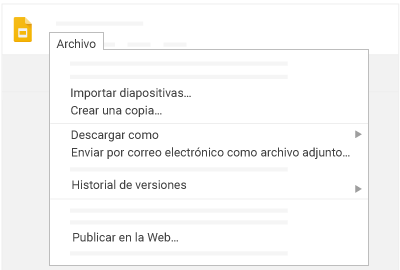 Archivo
Importar diapositivas...
Crear una copia...
Descargar como
Enviar por correo electrónico como archivo adjunto...
Historial de versiones
Publicar en la Web...